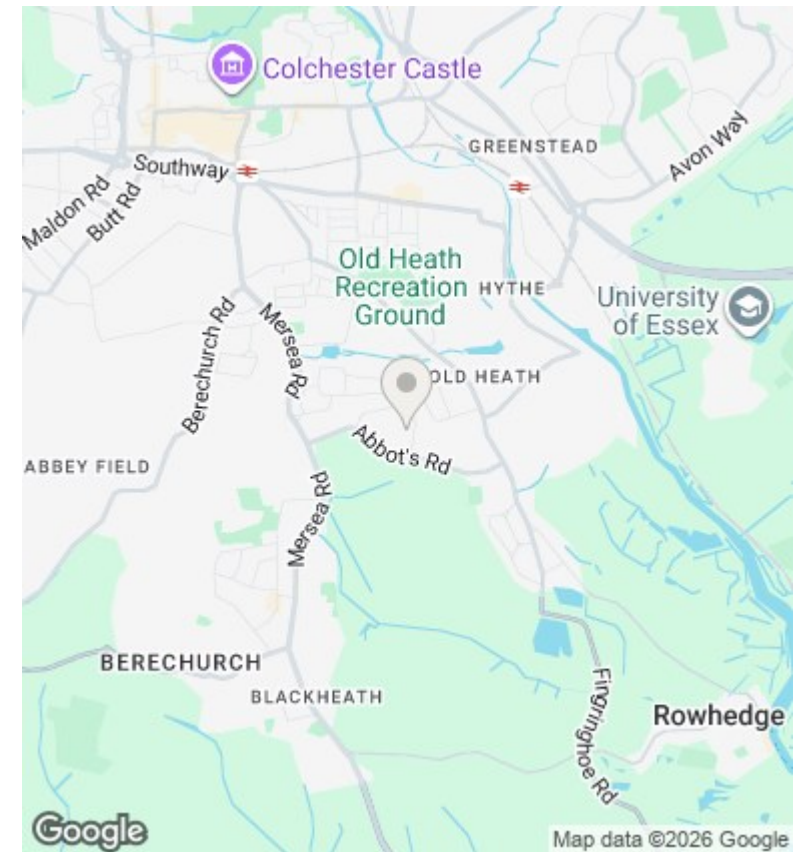 Colchester Castle
GREENSTEAD
Avon Way
Southway
Maldon Rd
Butt Rd
Old Heath
Recreation
Ground
HYTHE
University
of Essex
Berechurch Rd
Mersea Rd
OLD HEATH
Abbot's Rd
ABBEY FIELD
Mersea Rd
BERECHURCH
BLACKHEATH
Rowhedge
Fingringhoe Rd
Google
Map data ©2026 Google